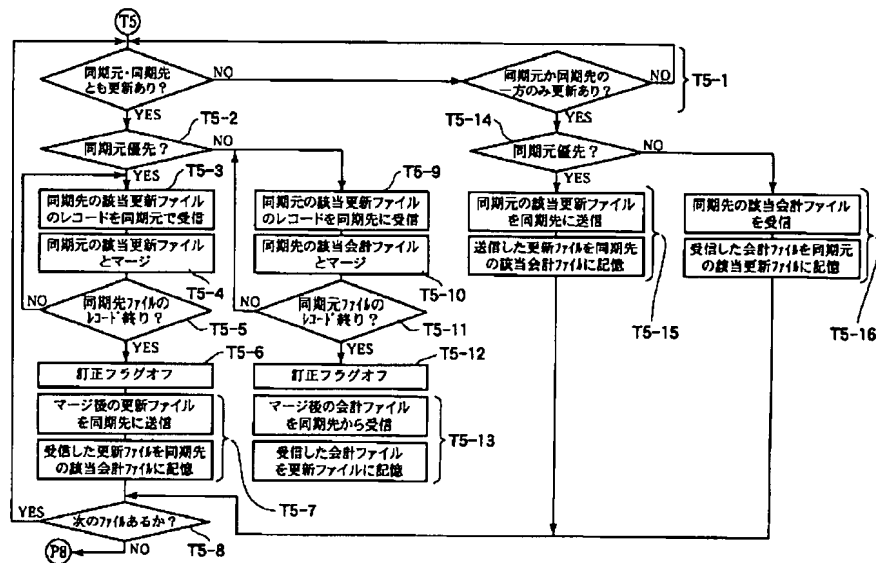 T5
同期元・同期先
とも更新あり?
NO
YES
同期元か同期先の
一方のみ更新あり?
NO
YES
T5-1
T5-2
同期元優先?
NO
YES
T5-14
同期元優先?
NO
YES
T5-3
同期先の該当更新ファイル
のレコードを同期元で受信
同期元の該当更新ファイル
とマージ
T5-4
NO
同期先ファイルの
レコード終り?
T5-5
YES
T5-6
訂正フラグオフ
マージ後の更新ファイル
を同期先に送信
受信した更新ファイルを同期先
の該当会計ファイルに記憶
T5-7
T5-9
同期元の該当更新ファイル
のレコードを同期先に受信
同期先の該当会計ファイル
とマージ
T5-10
NO
同期元ファイルの
レコード終り?
T5-11
YES
T5-12
訂正フラグオフ
マージ後の会計ファイル
を同期先から受信
受信した会計ファイル
を更新ファイルに記憶
T5-13
同期元の該当更新ファイル
を同期先に送信
送信した更新ファイルを同期先
の該当会計ファイルに記憶
T5-15
同期先の該当会計ファイル
を受信
受信した会計ファイルを同期元
の該当更新ファイルに記憶
T5-16
YES
次のファイルあるか?
T5-8
NO
P8